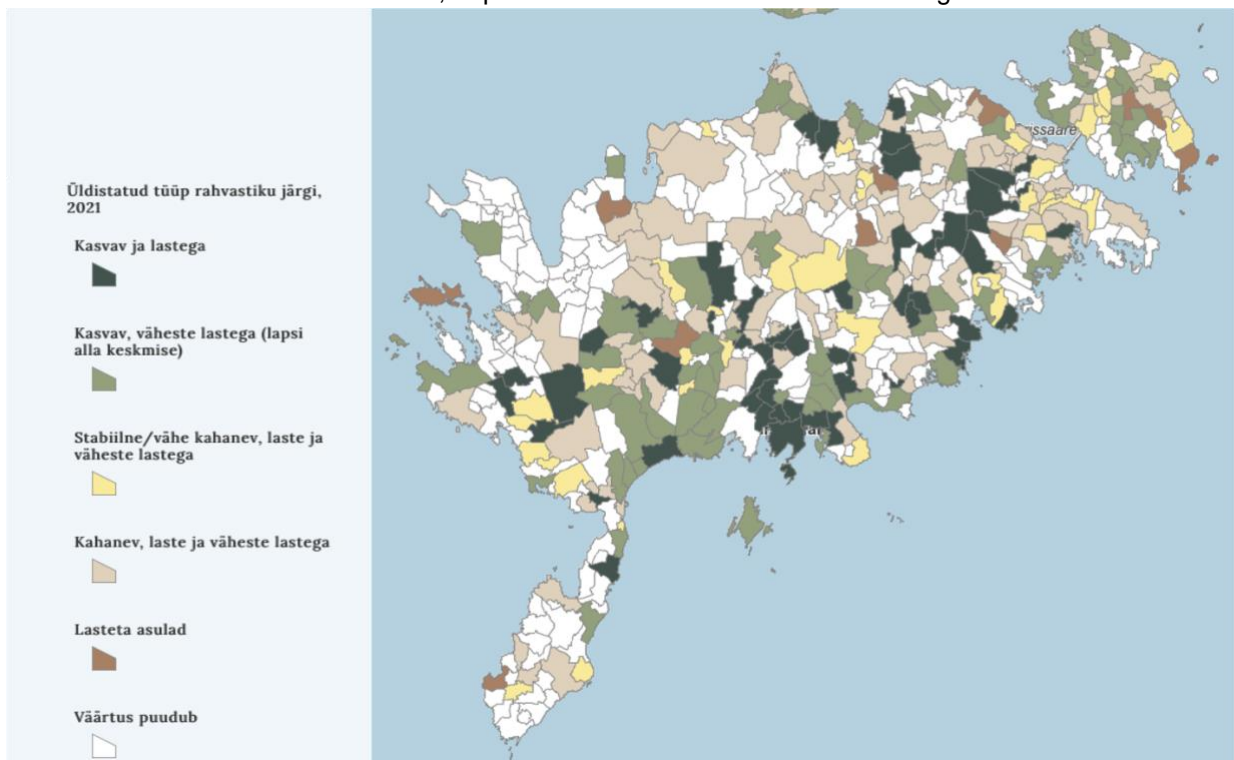 Üldistatud tüüp rahvastiku järgi,
2021
Kasvav ja lastega
Kasvav, väheste lastega (lapsi
alla keskmise)
Stabiilne/vähe kahanev, laste ja
väheste lastega
Kahanev, laste ja väheste lastega
Lasteta asulad
Väärtus puudub